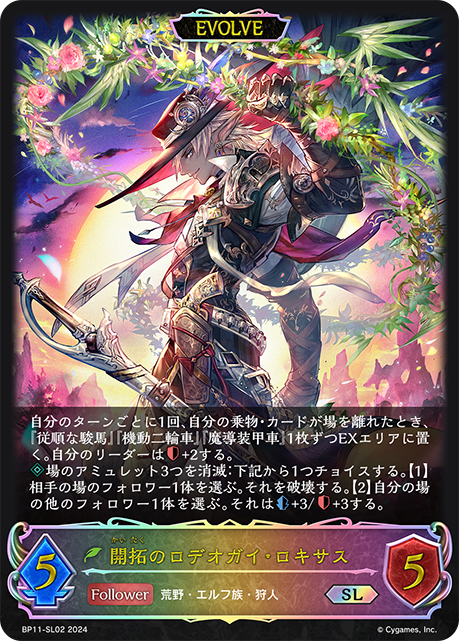 EVOLVE
自分のターンごとに1回、自分の乗物・カードが場を離れたとき、
『従順な駿馬』『機動二輪車』『魔導装甲車』1枚ずつEXエリアに置
く。自分のリーダーは+2する。
場のアミュレット3つを消滅：下記から1つチョイスする。【1】
相手の場のフォロワー1体を選ぶ。それを破壊する。【2】自分の場
の他のフォロワー1体を選ぶ。それは+3/+3する。
かいたく
開拓のロデオガイ・ロキサス
5
5
Follower
荒野・エルフ族・狩人
SL
BP11-SL02 2024
© Cygames, Inc.